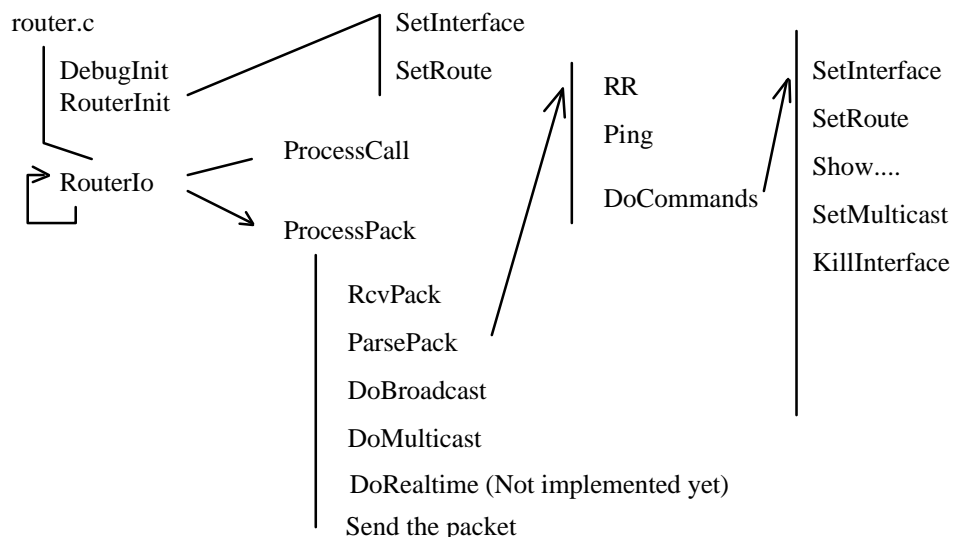 router.c
DebugInit
RouterInit
RouterIo
SetInterface
SetRoute
ProcessCall
ProcessPack
RcvPack
ParsePack
DoBroadcast
DoMulticast
DoRealtime (Not implemented yet)
Send the packet
RR
Ping
DoCommands
SetInterface
SetRoute
Show....
SetMulticast
KillInterface